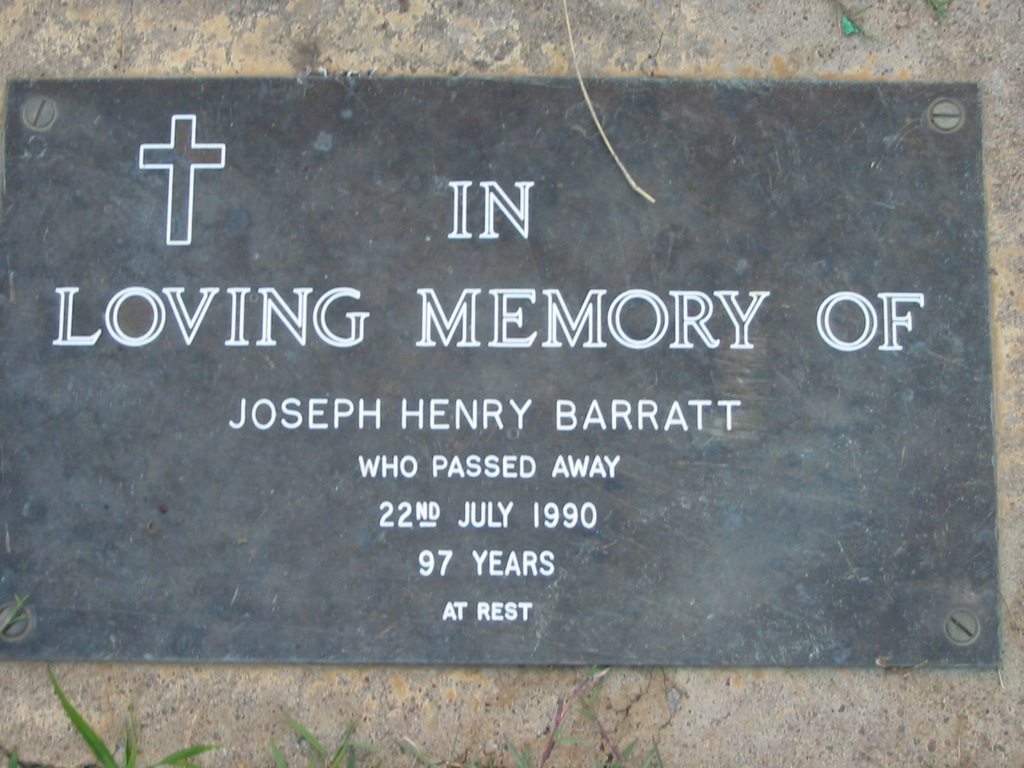 IN
LOVING MEMORY OF
JOSEPH HENRY BARRATT
WHO PASSED AWAY
22ND JULY 1990
97 YEARS
AT REST